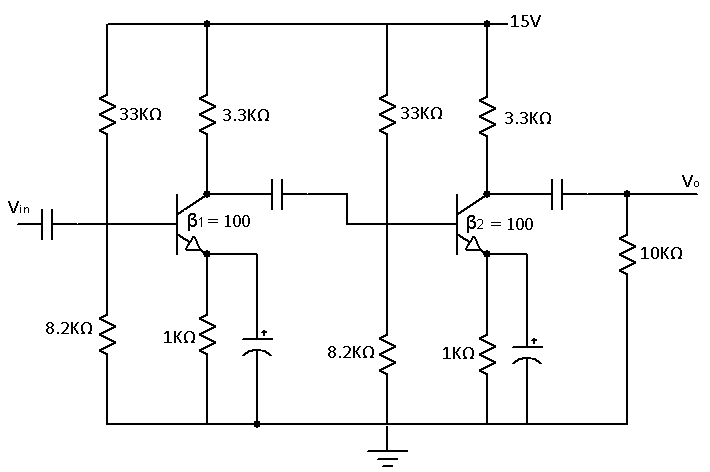 15V
33KΩ
3.3KΩ
33KΩ
3.3KΩ
Vin
β1 = 100
β2 = 100
Vo
10KΩ
8.2KΩ
1KΩ
+
8.2KΩ
1KΩ
+